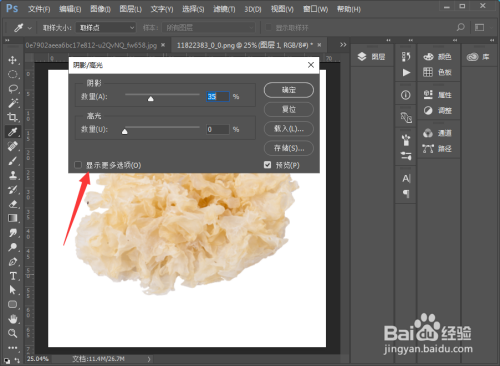 Ps 文件(F) 编辑(E) 图像(I) 图层(L) 文字(Y) 选择(S) 滤镜(T) 3D(D) 视图(V) 窗口(W) 帮助(H)
取样大小: 取样点 样本: 所有图层 显示取样环
0e7902aeea6bc17e812-u2QvNQ_fw658.jpg × 11822383_0_0.png @ 25% (图层 1, RGB/8#) * ×
阴影/高光
阴影
数量(A): 35 %
高光
数量(U): 0 %
显示更多选项(O)
确定
复位
载入(L)...
存储(S)...
预览(P)
图层
颜色
库
色板
属性
调整
通道
路径
25.04% 文档:11.4M/26.7M
Baidu 经验
jingyan.baidu.com